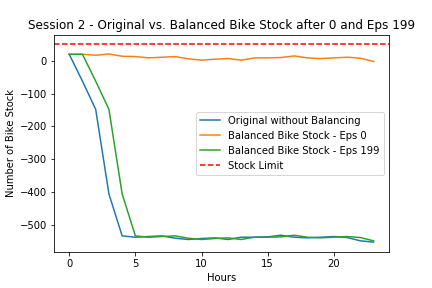 Session 2 - Original vs. Balanced Bike Stock after 0 and Eps 199
Number of Bike Stock
0
−100
−200
−300
−400
−500
Original without Balancing
Balanced Bike Stock - Eps 0
Balanced Bike Stock - Eps 199
Stock Limit
0
5
10
15
20
Hours